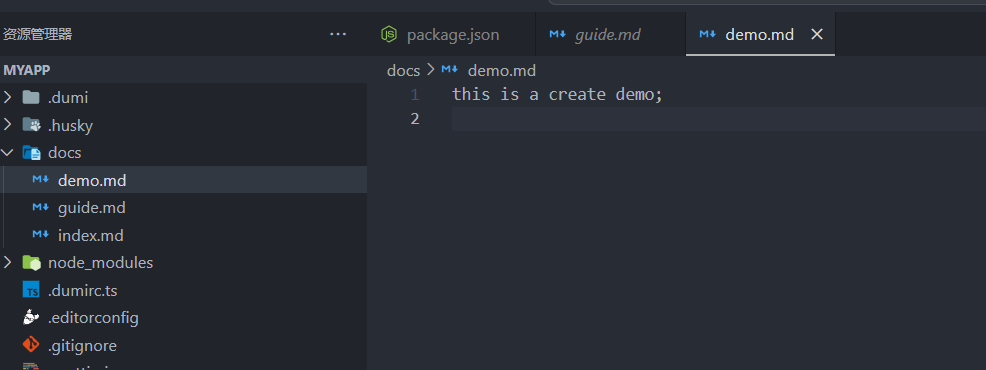 资源管理器 ···
package.json guide.md demo.md
MYAPP
docs > demo.md
.dumi
.husky
docs
demo.md
guide.md
index.md
node_modules
TS .dumirc.ts
.editorconfig
.gitignore
1 this is a create demo;
2